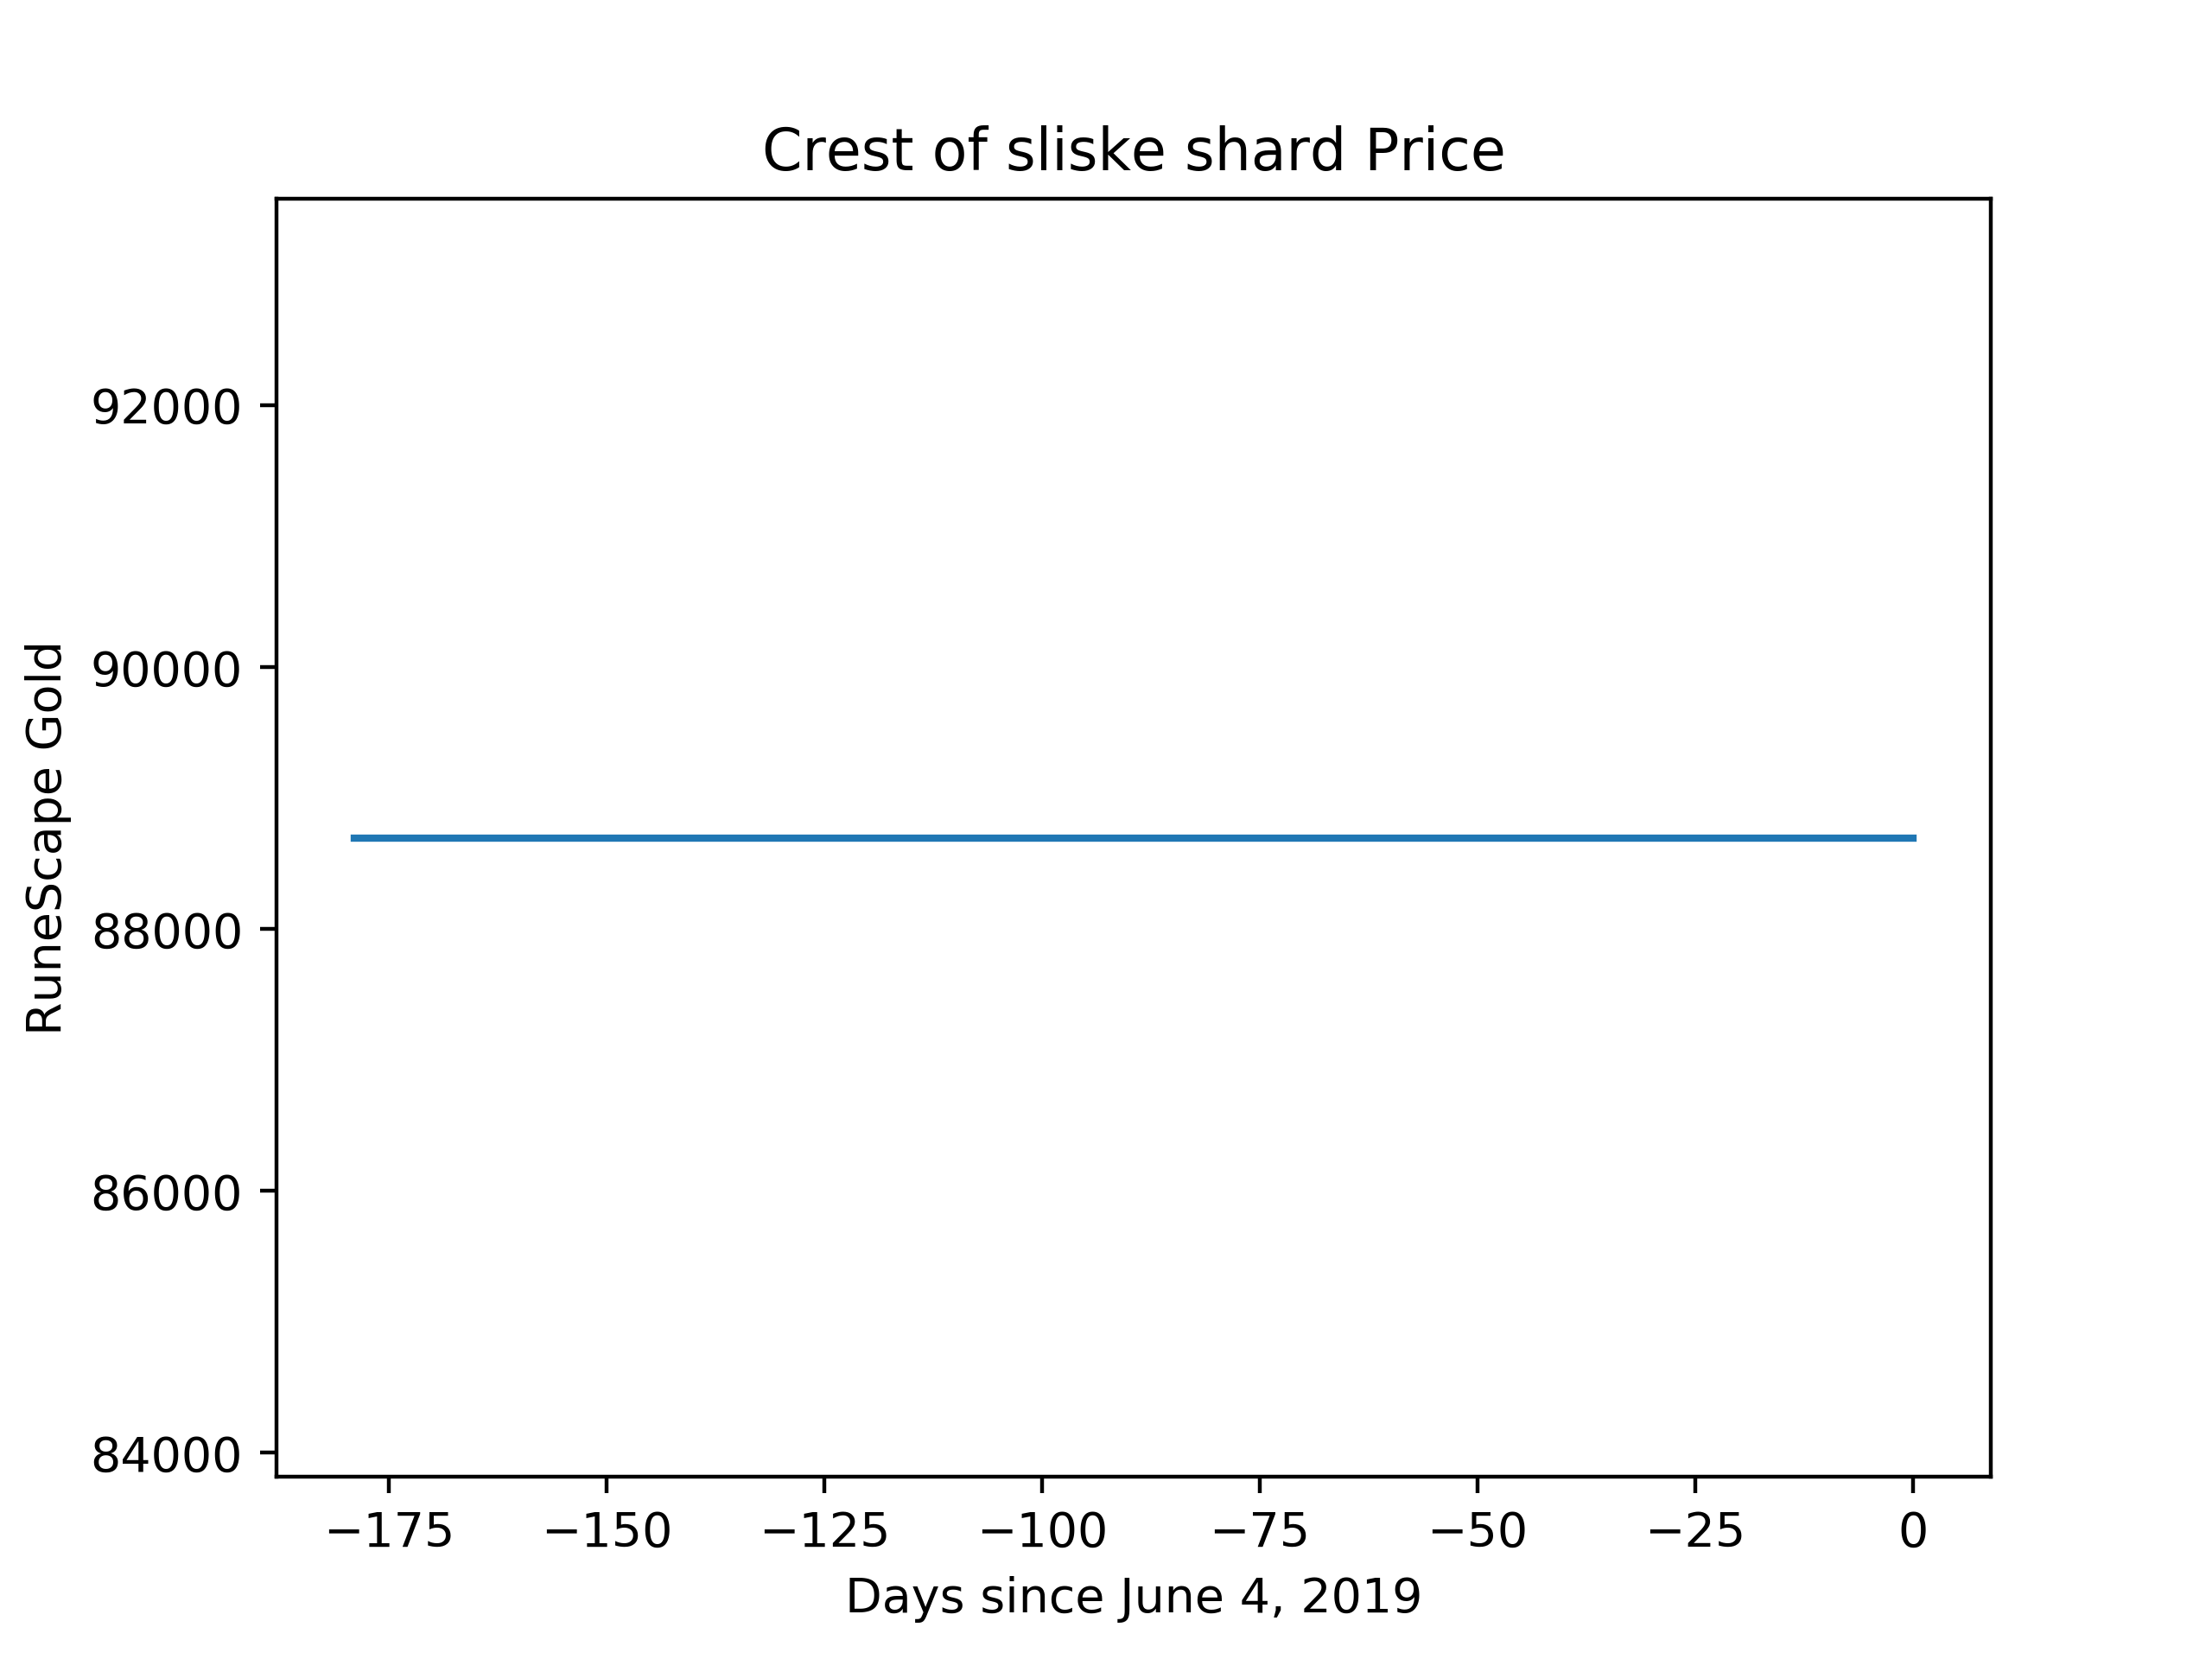 Crest of sliske shard Price
RuneScape Gold
92000
90000
88000
86000
84000
−175 −150 −125 −100 −75 −50 −25 0
Days since June 4, 2019